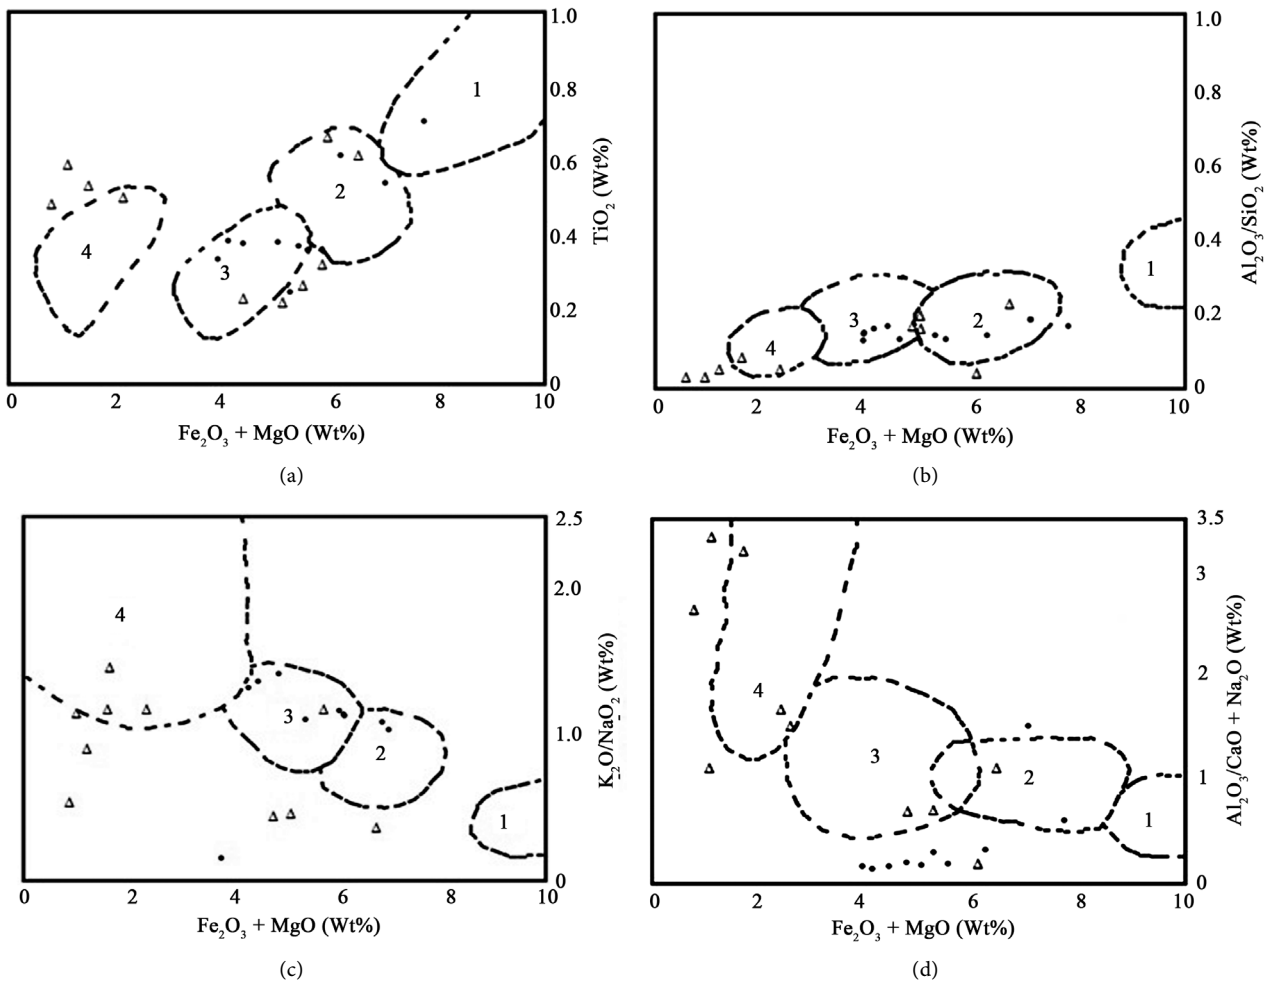 1.0
0.8
0.6
0.4
0.2
0
TiO2 (Wt%)
1
2
3
4
0 2 4 6 8 10
Fe2O3 + MgO (Wt%)
(a)
1.0
0.8
0.6
0.4
0.2
0
Al2O3/SiO2 (Wt%)
1
2
3
4
0 2 4 6 8 10
Fe2O3 + MgO (Wt%)
(b)
2.5
2.0
1.0
0
K2O/NaO2 (Wt%)
4
3
2
1
0 2 4 6 8 10
Fe2O3 + MgO (Wt%)
(c)
3.5
3
2
1
0
Al2O3/CaO + Na2O (Wt%)
4
3
2
1
0 2 4 6 8 10
Fe2O3 + MgO (Wt%)
(d)